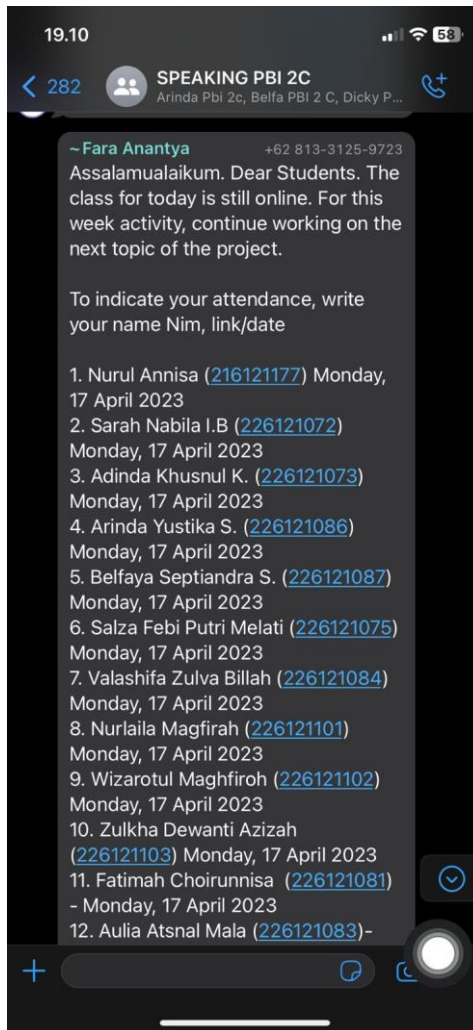 19.10
58
282
SPEAKING PBI 2C
Arinda Pbi 2c, Belfa PBI 2 C, Dicky P...
~Fara Anantya +62 813-3125-9723
Assalamualaikum. Dear Students. The
class for today is still online. For this
week activity, continue working on the
next topic of the project.
To indicate your attendance, write
your name Nim, link/date
1. Nurul Annisa (216121177) Monday,
17 April 2023
2. Sarah Nabila I.B (226121072)
Monday, 17 April 2023
3. Adinda Khusnul K. (226121073)
Monday, 17 April 2023
4. Arinda Yustika S. (226121086)
Monday, 17 April 2023
5. Belfaya Septiandra S. (226121087)
Monday, 17 April 2023
6. Salza Febi Putri Melati (226121075)
Monday, 17 April 2023
7. Valashifa Zulva Billah (226121084)
Monday, 17 April 2023
8. Nurlaila Magfirah (226121101)
Monday, 17 April 2023
9. Wizarotul Maghfiroh (226121102)
Monday, 17 April 2023
10. Zulkha Dewanti Azizah
(226121103) Monday, 17 April 2023
11. Fatimah Choirunnisa (226121081)
- Monday, 17 April 2023
12. Aulia Atsnal Mala (226121083)-